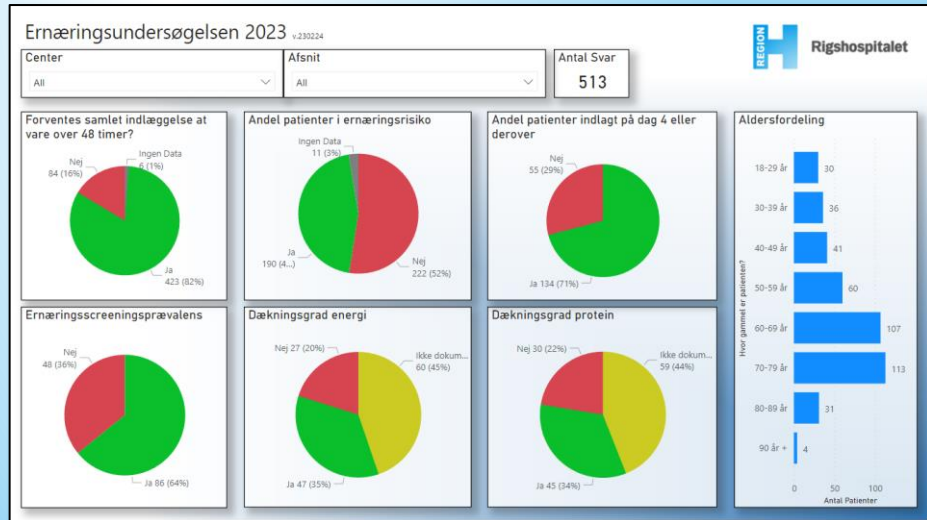 Ernæringsundersøgelsen 2023 v.230224
Center
All
Afsnit
All
Antal Svar
513
REGION
H
Rigshospitalet
Forventes samlet indlæggelse at
vare over 48 timer?
Nej
84 (16%)
Ingen Data
6 (1%)
Ja
423 (82%)
Andel patienter i ernæringsrisiko
Ingen Data
11 (3%)
Ja
190 (4...)
Nej
222 (52%)
Andel patienter indlagt på dag 4 eller
derover
Nej
55 (29%)
Ja 134 (71%)
Aldersfordeling
Hvor gammel er patienten?
18-29 år
30
30-39 år
36
40-49 år
41
50-59 år
60
60-69 år
107
70-79 år
113
80-89 år
31
90 år +
4
0
50
100
Antal Patienter
Ernæringsscreeningsprævalens
Nej
48 (36%)
Ja 86 (64%)
Dækningsgrad energi
Nej 27 (20%)
Ikke dokum...
60 (45%)
Ja 47 (35%)
Dækningsgrad protein
Nej 30 (22%)
Ikke dokum...
59 (44%)
Ja 45 (34%)